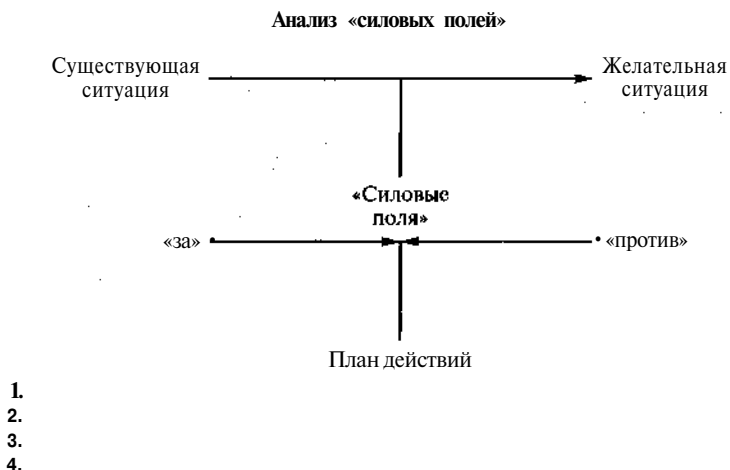 Анализ «силовых полей»
Существующая
ситуация
Желательная
ситуация
«Силовые
поля»
«за»
«против»
План действий
1.
2.
3.
4.